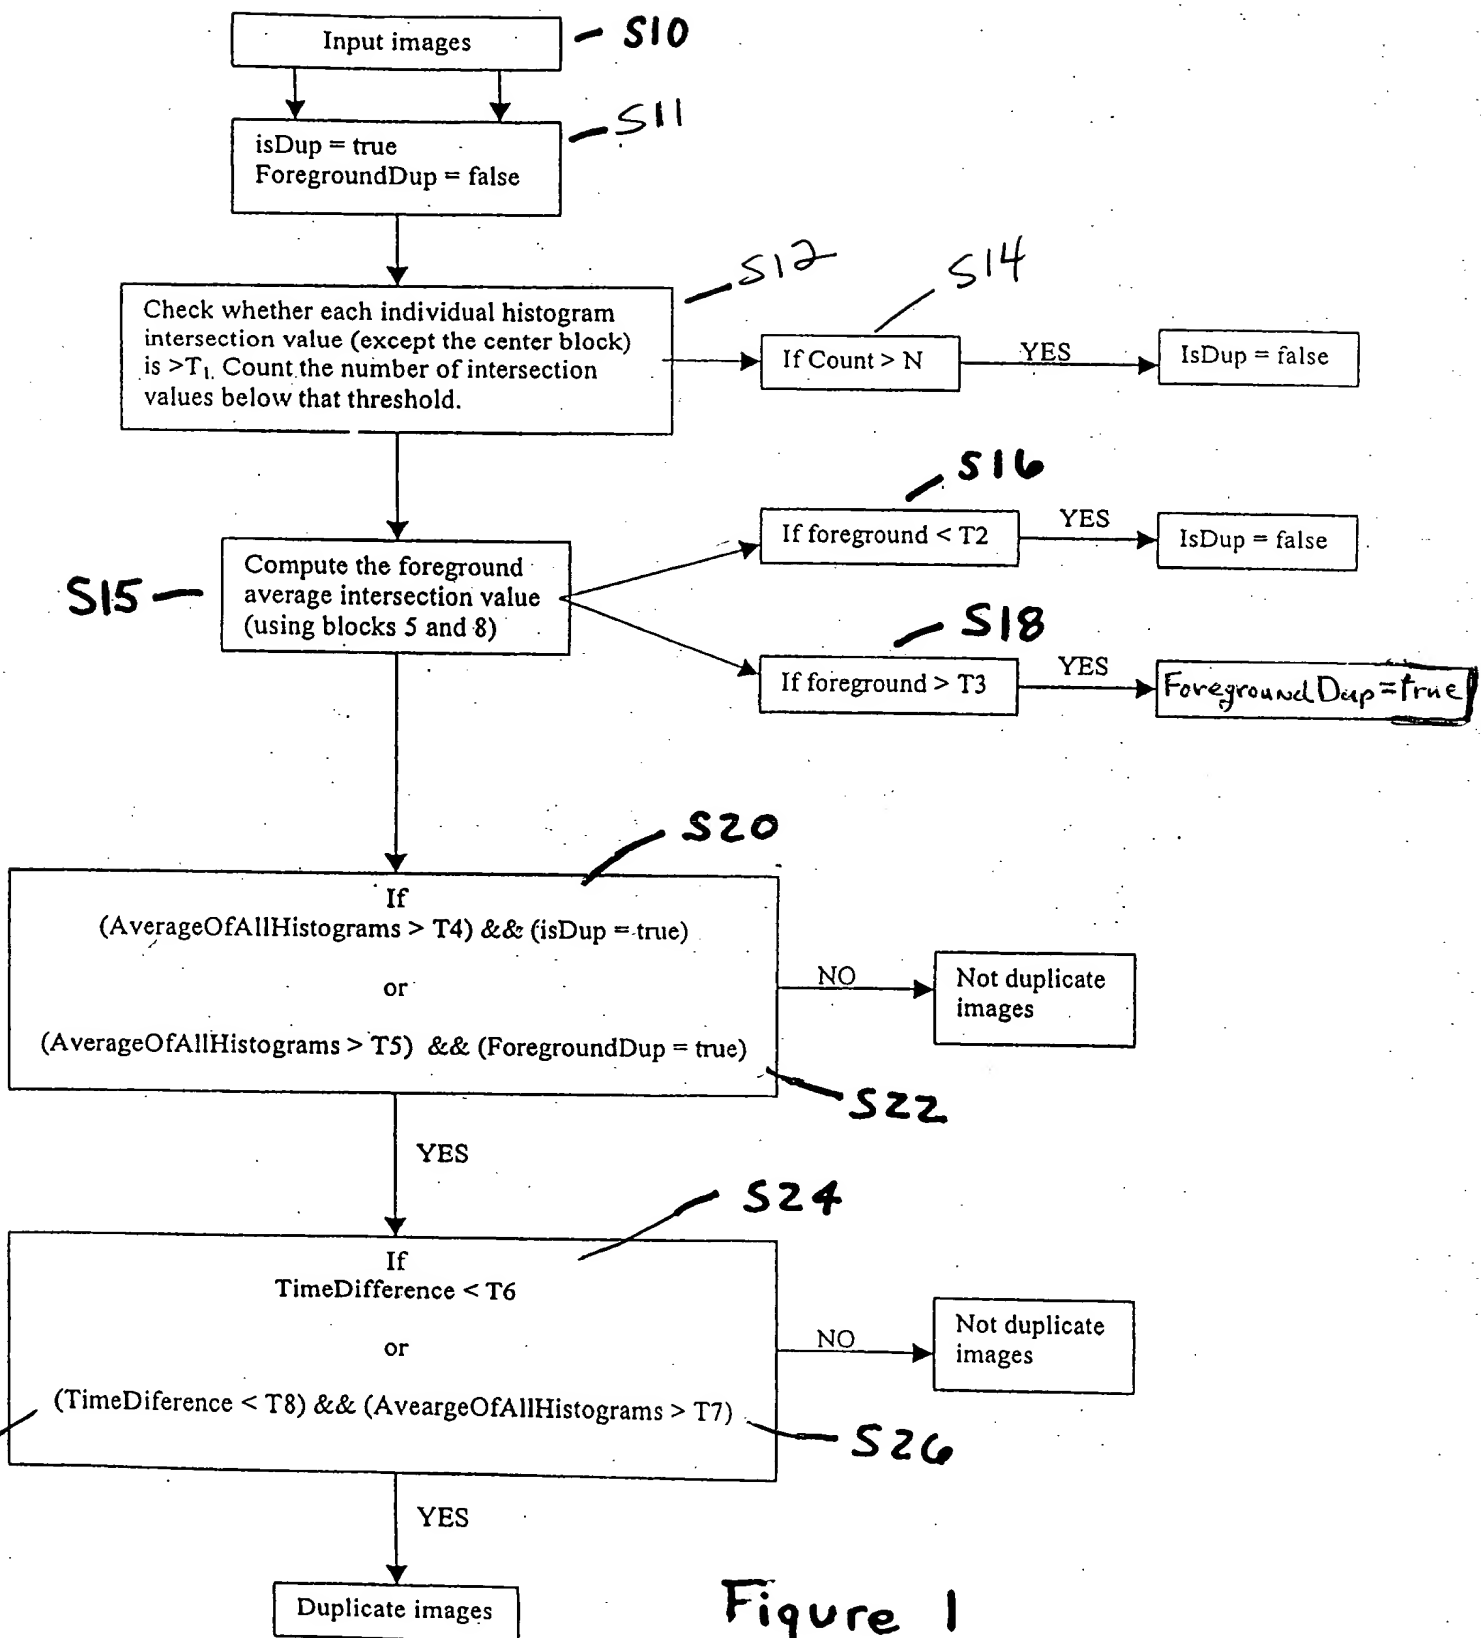 Input images
S10
isDup = true
ForegroundDup = false
S11
Check whether each individual histogram
intersection value (except the center block)
is >T1. Count the number of intersection
values below that threshold.
S12
S14
If Count > N
YES
IsDup = false
S15
Compute the foreground
average intersection value
(using blocks 5 and 8)
S16
If foreground < T2
YES
IsDup = false
S18
If foreground > T3
YES
ForegroundDup=true
S20
If
(AverageOfAllHistograms > T4) && (isDup = true)
or
(AverageOfAllHistograms > T5) && (ForegroundDup = true)
S22
NO
Not duplicate
images
YES
S24
If
TimeDifference < T6
or
(TimeDiference < T8) && (AveargeOfAllHistograms > T7)
S26
NO
Not duplicate
images
YES
Duplicate images
Figure 1